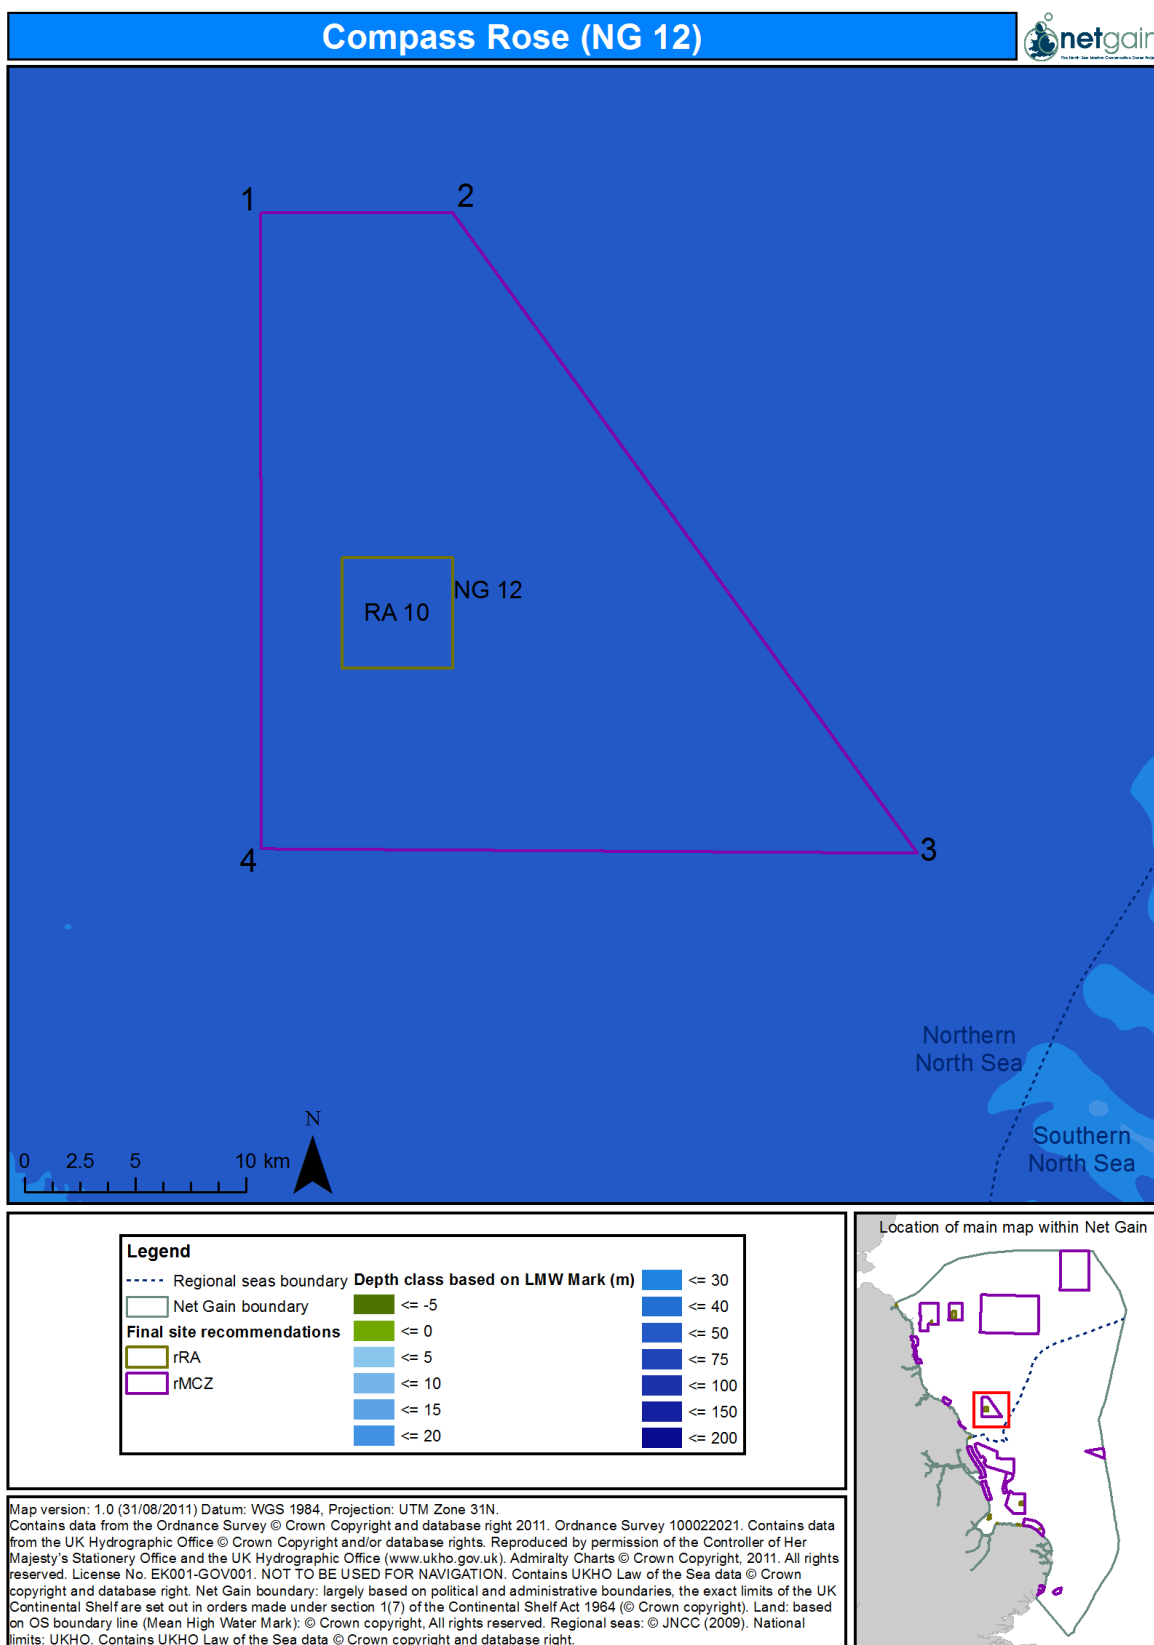 Compass Rose (NG 12)
netgain
1
2
NG 12
RA 10
4
3
Northern
North Sea
Southern
North Sea
N
0 2.5 5 10 km
Legend
Regional seas boundary
Net Gain boundary
Final site recommendations
rRA
rMCZ
Depth class based on LMW Mark (m)
<= -5
<= 0
<= 5
<= 10
<= 15
<= 20
<= 30
<= 40
<= 50
<= 75
<= 100
<= 150
<= 200
Location of main map within Net Gain
Map version: 1.0 (31/08/2011) Datum: WGS 1984, Projection: UTM Zone 31N.
Contains data from the Ordnance Survey © Crown Copyright and database right 2011. Ordnance Survey 100022021. Contains data
from the UK Hydrographic Office © Crown Copyright and/or database rights. Reproduced by permission of the Controller of Her
Majesty's Stationery Office and the UK Hydrographic Office (www.ukho.gov.uk). Admiralty Charts © Crown Copyright, 2011. All rights
reserved. License No. EK001-GOV001. NOT TO BE USED FOR NAVIGATION. Contains UKHO Law of the Sea data © Crown
copyright and database right. Net Gain boundary: largely based on political and administrative boundaries, the exact limits of the UK
Continental Shelf are set out in orders made under section 1(7) of the Continental Shelf Act 1964 (© Crown copyright). Land: based
on OS boundary line (Mean High Water Mark): © Crown copyright, All rights reserved. Regional seas: © JNCC (2009). National
limits: UKHO. Contains UKHO Law of the Sea data © Crown copyright and database right.